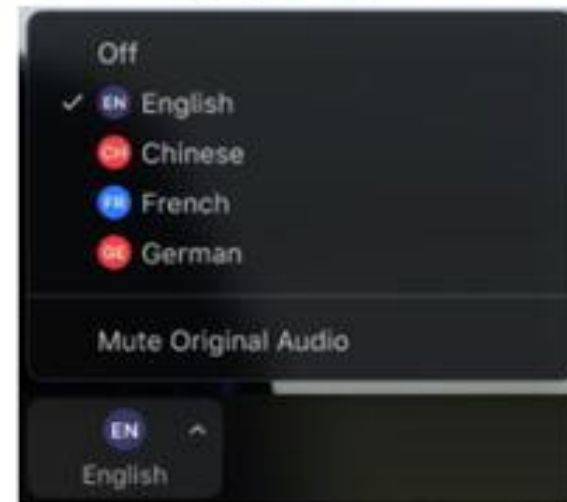 Off
EN English
CH Chinese
FR French
GE German
Mute Original Audio
EN
English